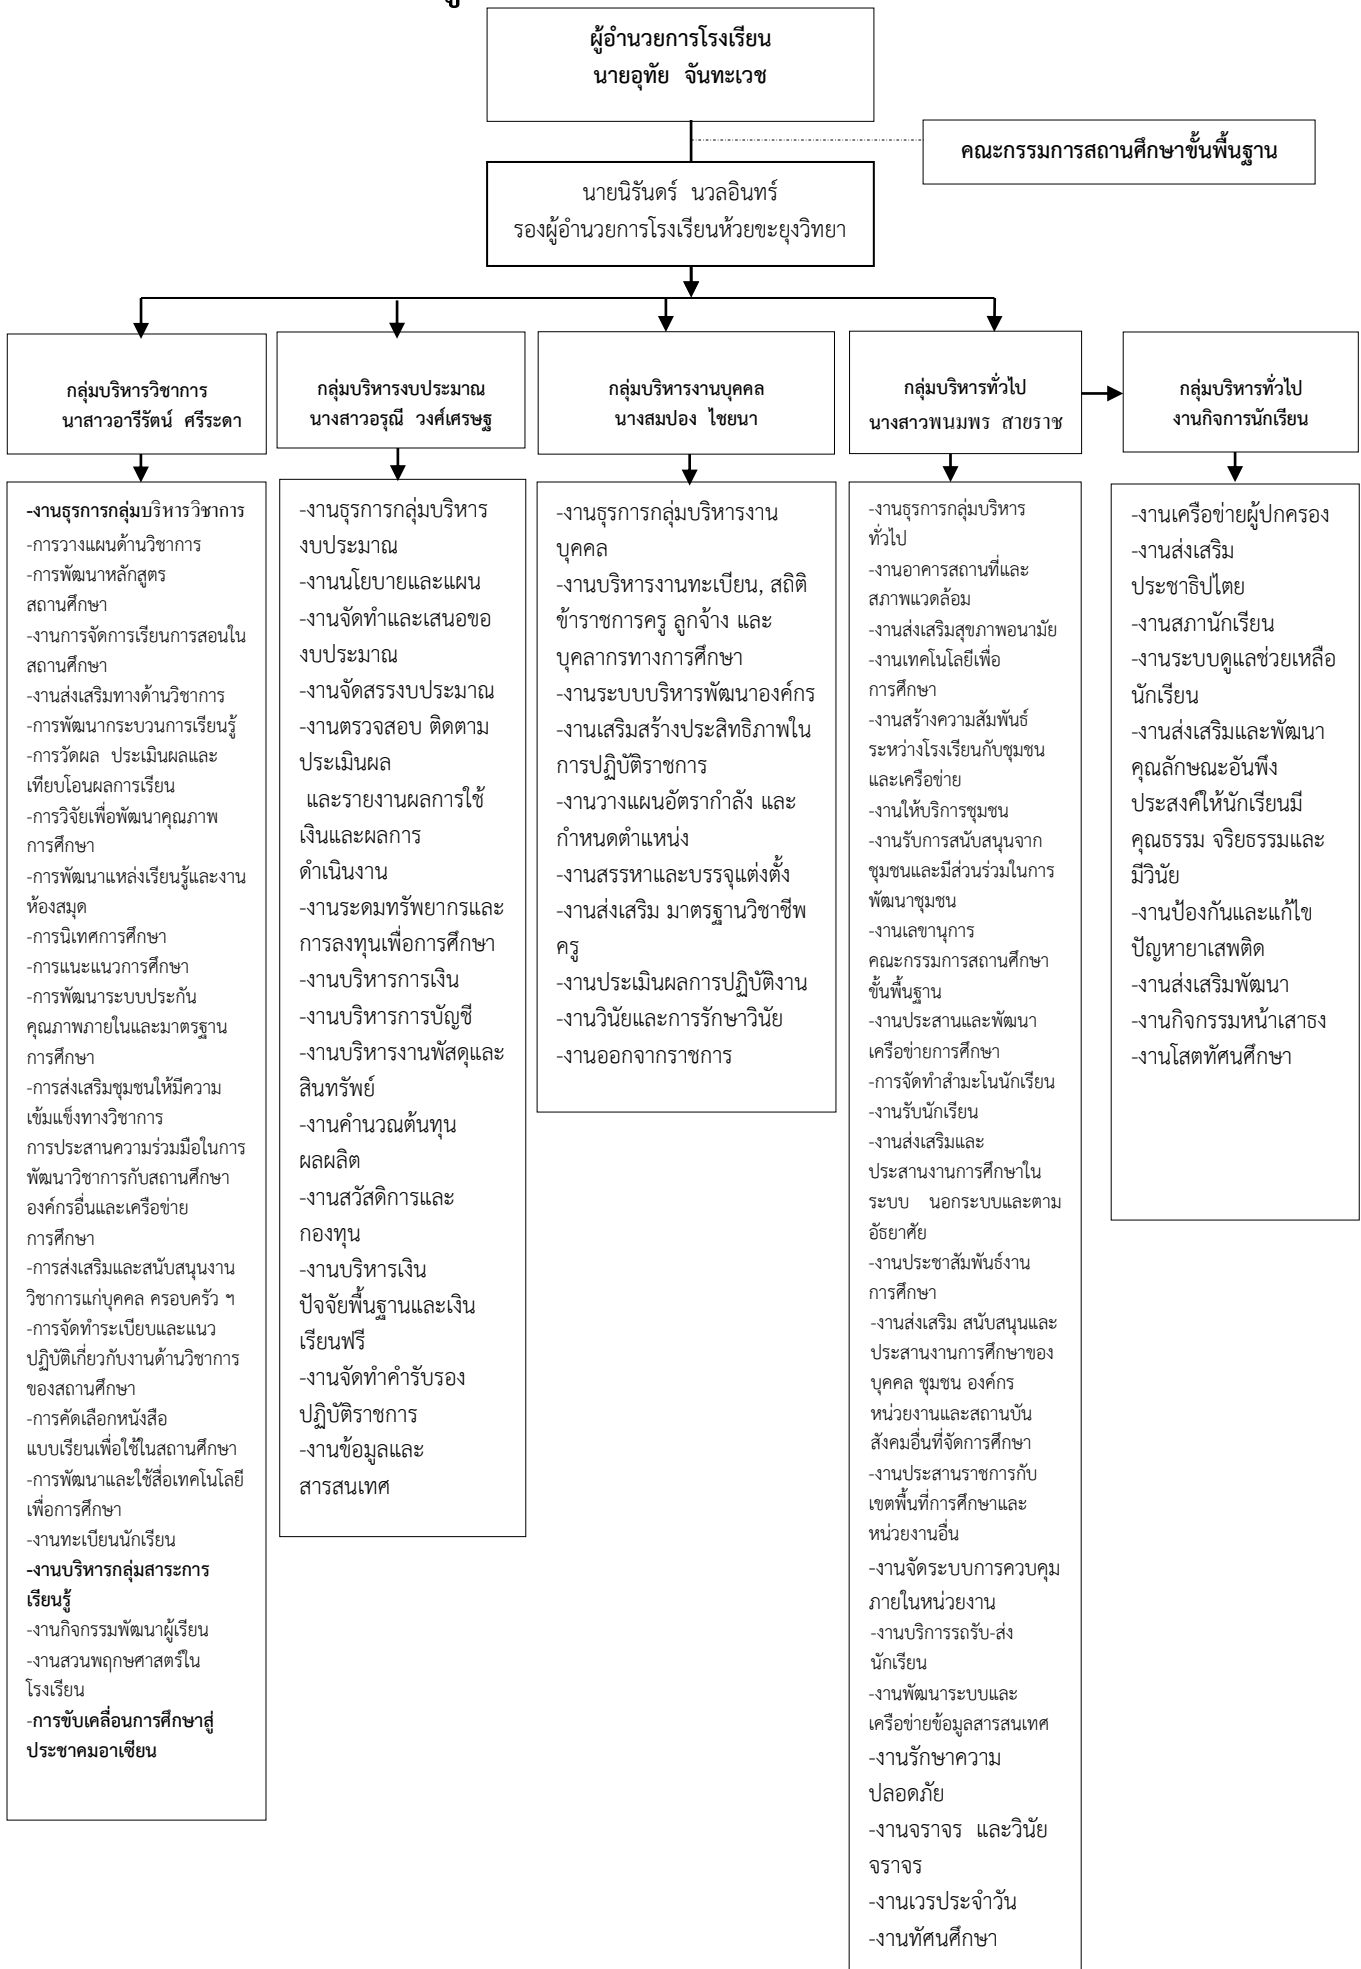 ผู้อำนวยการโรงเรียน
นายอุทัย จันทะเวช
คณะกรรมการสถานศึกษาขั้นพื้นฐาน
นายนิรันดร์ นวลอินทร์
รองผู้อำนวยการโรงเรียนห้วยขะยุงวิทยา
กลุ่มบริหารวิชาการ
นาสาวอารีรัตน์ ศรีระดา
กลุ่มบริหารงบประมาณ
นางสาวอรุณี วงศ์เศรษฐ
กลุ่มบริหารงานบุคคล
นางสมปอง ไชยนา
กลุ่มบริหารทั่วไป
นางสาวพนมพร สายราช
กลุ่มบริหารทั่วไป
งานกิจการนักเรียน
-งานธุรการกลุ่มบริหารวิชาการ
-การวางแผนด้านวิชาการ
-การพัฒนาหลักสูตร
สถานศึกษา
-งานการจัดการเรียนการสอนใน
สถานศึกษา
-งานส่งเสริมทางด้านวิชาการ
-การพัฒนากระบวนการเรียนรู้
-การวัดผล ประเมินผลและ
เทียบโอนผลการเรียน
-การวิจัยเพื่อพัฒนาคุณภาพ
การศึกษา
-การพัฒนาแหล่งเรียนรู้และงาน
ห้องสมุด
-การนิเทศการศึกษา
-การแนะแนวการศึกษา
-การพัฒนาระบบประกัน
คุณภาพภายในและมาตรฐาน
การศึกษา
-การส่งเสริมชุมชนให้มีความ
เข้มแข็งทางวิชาการ
การประสานความร่วมมือในการ
พัฒนาวิชาการกับสถานศึกษา
องค์กรอื่นและเครือข่าย
การศึกษา
-การส่งเสริมและสนับสนุนงาน
วิชาการแก่บุคคล ครอบครัว ฯ
-การจัดทำระเบียบและแนว
ปฏิบัติเกี่ยวกับงานด้านวิชาการ
ของสถานศึกษา
-การคัดเลือกหนังสือ
แบบเรียนเพื่อใช้ในสถานศึกษา
-การพัฒนาและใช้สื่อเทคโนโลยี
เพื่อการศึกษา
-งานทะเบียนนักเรียน
-งานบริหารกลุ่มสาระการ
เรียนรู้
-งานกิจกรรมพัฒนาผู้เรียน
-งานสวนพฤกษศาสตร์ใน
โรงเรียน
-การขับเคลื่อนการศึกษาสู่
ประชาคมอาเซียน
-งานธุรการกลุ่มบริหาร
งบประมาณ
-งานนโยบายและแผน
-งานจัดทำและเสนอขอ
งบประมาณ
-งานจัดสรรงบประมาณ
-งานตรวจสอบ ติดตาม
ประเมินผล
และรายงานผลการใช้
เงินและผลการ
ดำเนินงาน
-งานระดมทรัพยากรและ
การลงทุนเพื่อการศึกษา
-งานบริหารการเงิน
-งานบริหารการบัญชี
-งานบริหารงานพัสดุและ
สินทรัพย์
-งานคำนวณต้นทุน
ผลผลิต
-งานสวัสดิการและ
กองทุน
-งานบริหารเงิน
ปัจจัยพื้นฐานและเงิน
เรียนฟรี
-งานจัดทำคำรับรอง
ปฏิบัติราชการ
-งานข้อมูลและ
สารสนเทศ
-งานธุรการกลุ่มบริหารงาน
บุคคล
-งานบริหารงานทะเบียน, สถิติ
ข้าราชการครู ลูกจ้าง และ
บุคลากรทางการศึกษา
-งานระบบบริหารพัฒนาองค์กร
-งานเสริมสร้างประสิทธิภาพใน
การปฏิบัติราชการ
-งานวางแผนอัตรากำลัง และ
กำหนดตำแหน่ง
-งานสรรหาและบรรจุแต่งตั้ง
-งานส่งเสริม มาตรฐานวิชาชีพ
ครู
-งานประเมินผลการปฏิบัติงาน
-งานวินัยและการรักษาวินัย
-งานออกจากราชการ
-งานธุรการกลุ่มบริหาร
ทั่วไป
-งานอาคารสถานที่และ
สภาพแวดล้อม
-งานส่งเสริมสุขภาพอนามัย
-งานเทคโนโลยีเพื่อ
การศึกษา
-งานสร้างความสัมพันธ์
ระหว่างโรงเรียนกับชุมชน
และเครือข่าย
-งานให้บริการชุมชน
-งานรับการสนับสนุนจาก
ชุมชนและมีส่วนร่วมในการ
พัฒนาชุมชน
-งานเลขานุการ
คณะกรรมการสถานศึกษา
ขั้นพื้นฐาน
-งานประสานและพัฒนา
เครือข่ายการศึกษา
-การจัดทำสำมะโนนักเรียน
-งานรับนักเรียน
-งานส่งเสริมและ
ประสานงานการศึกษาใน
ระบบ นอกระบบและตาม
อัธยาศัย
-งานประชาสัมพันธ์งาน
การศึกษา
-งานส่งเสริม สนับสนุนและ
ประสานงานการศึกษาของ
บุคคล ชุมชน องค์กร
หน่วยงานและสถาบัน
สังคมอื่นที่จัดการศึกษา
-งานประสานราชการกับ
เขตพื้นที่การศึกษาและ
หน่วยงานอื่น
-งานจัดระบบการควบคุม
ภายในหน่วยงาน
-งานบริการรถรับ-ส่ง
นักเรียน
-งานพัฒนาระบบและ
เครือข่ายข้อมูลสารสนเทศ
-งานรักษาความ
ปลอดภัย
-งานจราจร และวินัย
จราจร
-งานเวรประจำวัน
-งานทัศนศึกษา
-งานเครือข่ายผู้ปกครอง
-งานส่งเสริม
ประชาธิปไตย
-งานสภานักเรียน
-งานระบบดูแลช่วยเหลือ
นักเรียน
-งานส่งเสริมและพัฒนา
คุณลักษณะอันพึง
ประสงค์ให้นักเรียนมี
คุณธรรม จริยธรรมและ
มีวินัย
-งานป้องกันและแก้ไข
ปัญหายาเสพติด
-งานส่งเสริมพัฒนา
-งานกิจกรรมหน้าเสาธง
-งานโสตทัศนศึกษา